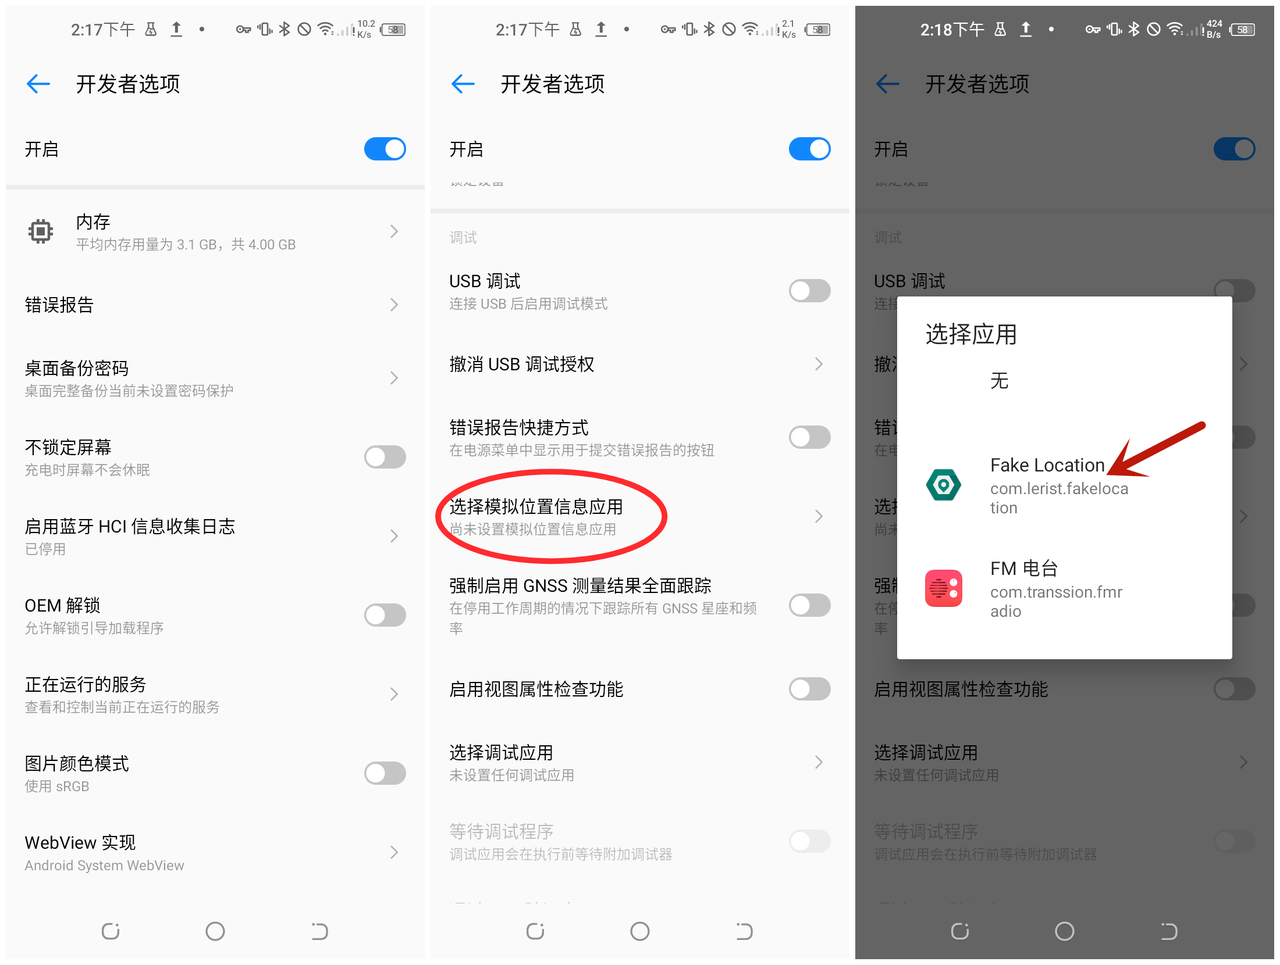 2:17下午
10.2
K/s
58
开发者选项
开启
内存
平均内存用量为 3.1 GB，共 4.00 GB
错误报告
桌面备份密码
桌面完整备份当前未设置密码保护
不锁定屏幕
充电时屏幕不会休眠
启用蓝牙 HCI 信息收集日志
已停用
OEM 解锁
允许解锁引导加载程序
正在运行的服务
查看和控制当前正在运行的服务
图片颜色模式
使用 sRGB
WebView 实现
Android System WebView
2:17下午
2.1
K/s
58
开发者选项
开启
调试
USB 调试
连接 USB 后启用调试模式
撤消 USB 调试授权
错误报告快捷方式
在电源菜单中显示用于提交错误报告的按钮
选择模拟位置信息应用
尚未设置模拟位置信息应用
强制启用 GNSS 测量结果全面跟踪
在停用工作周期的情况下跟踪所有 GNSS 星座和频
率
启用视图属性检查功能
选择调试应用
未设置任何调试应用
等待调试程序
调试应用会在执行前等待附加调试器
2:18下午
424
B/s
58
开发者选项
开启
调试
USB 调试
连接
撤
错误
在电
选择
尚未
强制
在停
率
选择应用
无
Fake Location
com.lerist.fakeloca
tion
FM 电台
com.transsion.fmr
adio
启用视图属性检查功能
选择调试应用
未设置任何调试应用
等待调试程序
调试应用会在执行前等待附加调试器